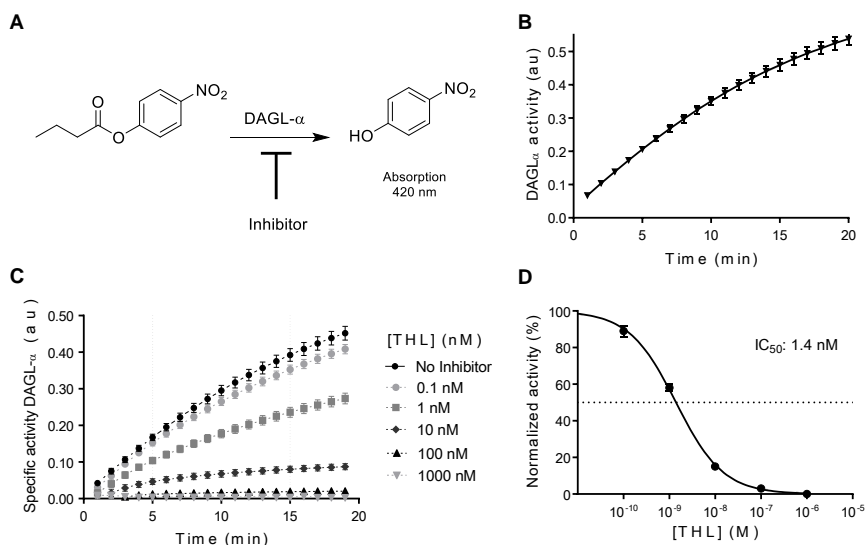 A
O
O
NO₂
DAGL-α
HO
NO₂
Absorption
420 nm
Inhibitor
B
DAGLα activity (au)
0.5
0.4
0.3
0.2
0.1
0.0
0 5 10 15 20
Time (min)
C
Specific activity DAGL-α (au)
0.50
0.40
0.30
0.20
0.10
0.00
0 5 10 15 20
Time (min)
[THL] (nM)
No Inhibitor
0.1 nM
1 nM
10 nM
100 nM
1000 nM
D
Normalized activity (%)
100
80
60
40
20
0
IC₅₀: 1.4 nM
10⁻¹⁰ 10⁻⁹ 10⁻⁸ 10⁻⁷ 10⁻⁶ 10⁻⁵
[THL] (M)